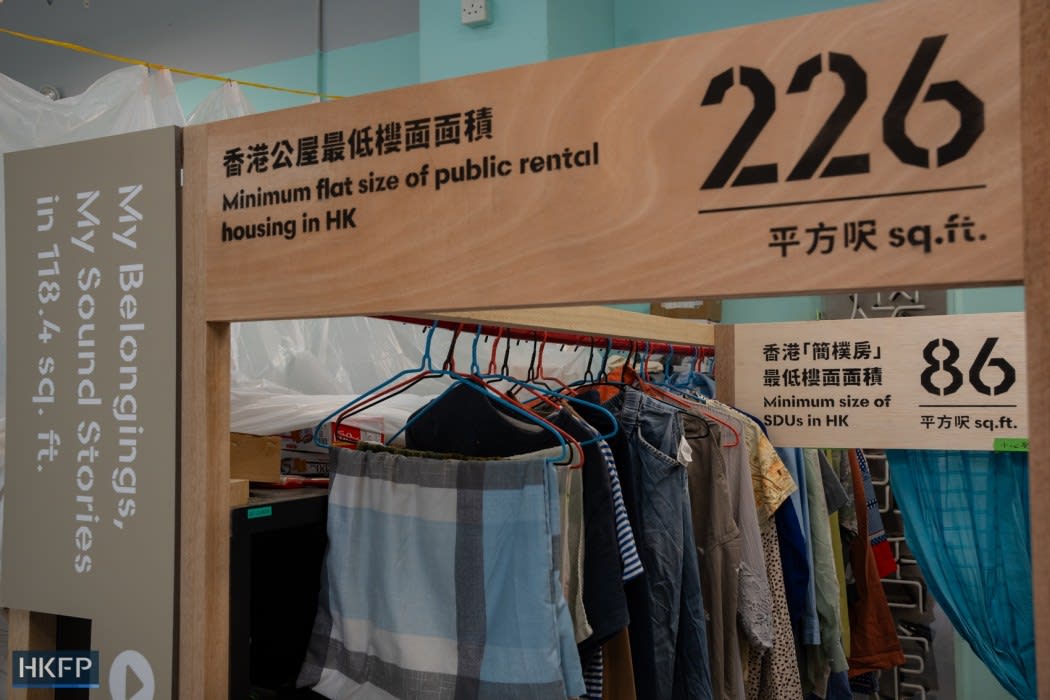 My Belongings,
My Sound Stories
in 118.4 sq. ft.
香港公屋最低樓面面積
Minimum flat size of public rental
housing in HK
226
平方呎 sq.ft.
香港「簡樸房」
最低樓面面積
Minimum size of
SDUs in HK
86
平方呎 sq.ft.
HKFP